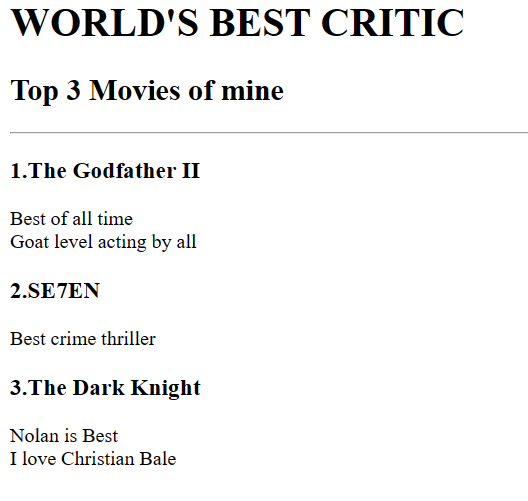 WORLD'S BEST CRITIC
Top 3 Movies of mine
1.The Godfather II
Best of all time
Goat level acting by all
2.SE7EN
Best crime thriller
3.The Dark Knight
Nolan is Best
I love Christian Bale